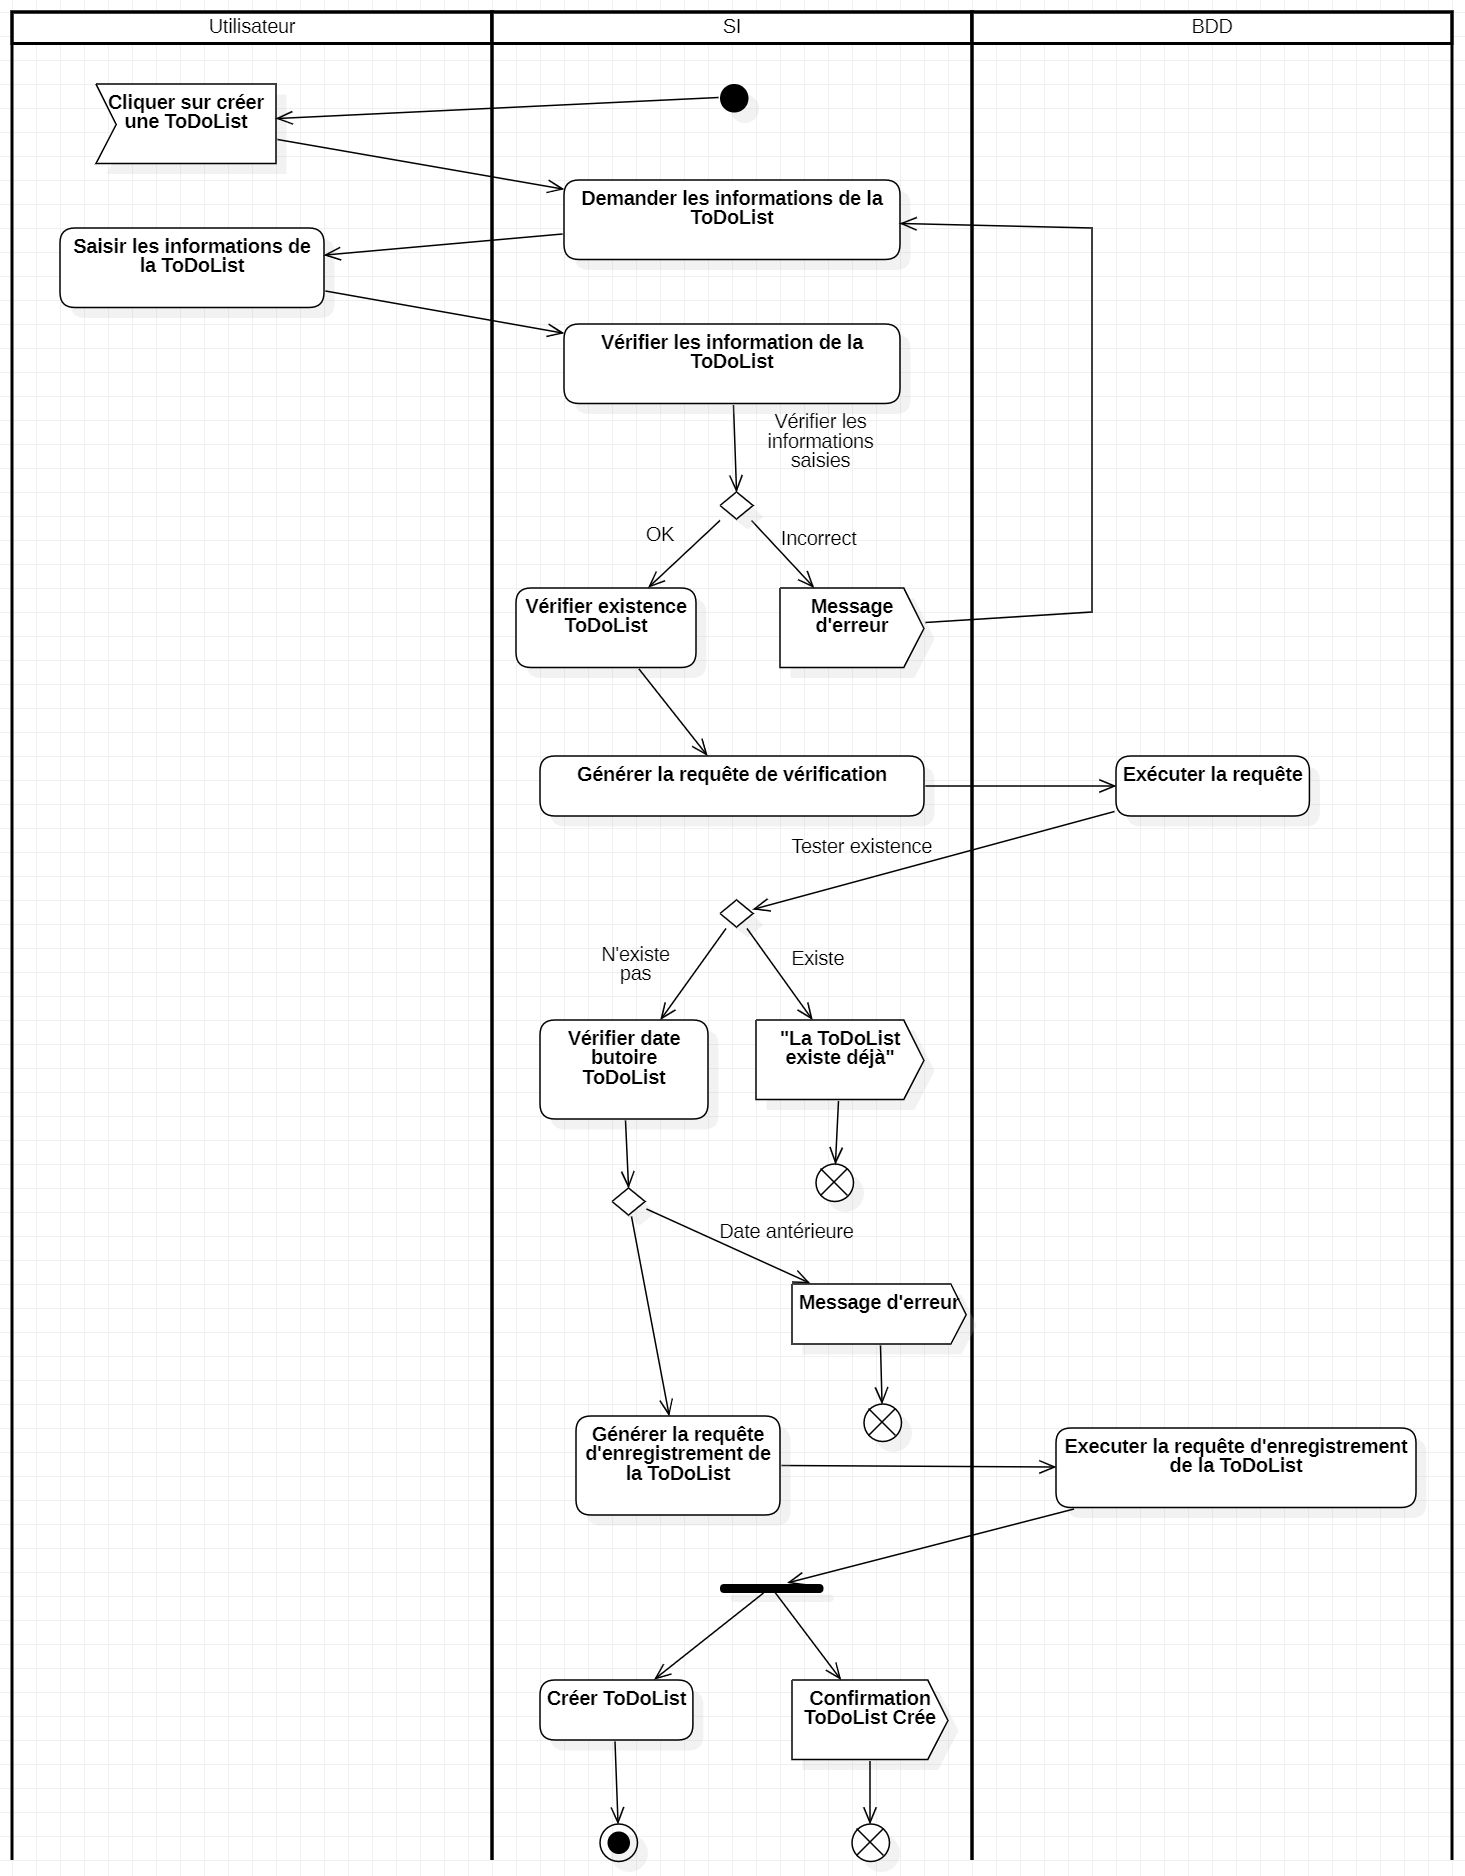 Utilisateur
SI
BDD
Cliquer sur créer
une ToDoList
Demander les informations de la
ToDoList
Saisir les informations de
la ToDoList
Vérifier les information de la
ToDoList
Vérifier les
informations
saisies
OK
Incorrect
Vérifier existence
ToDoList
Message
d'erreur
Générer la requête de vérification
Exécuter la requête
Tester existence
N'existe
pas
Existe
Vérifier date
butoire
ToDoList
"La ToDoList
existe déjà"
Date antérieure
Message d'erreur
Générer la requête
d'enregistrement de
la ToDoList
Executer la requête d'enregistrement
de la ToDoList
Créer ToDoList
Confirmation
ToDoList Crée